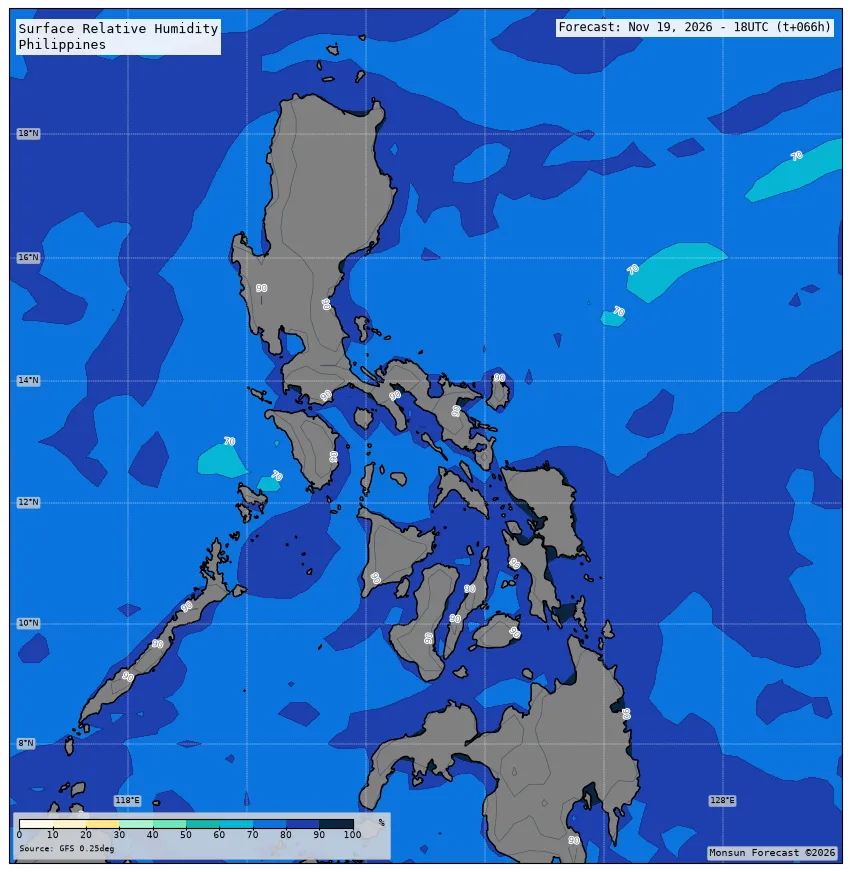 Surface Relative Humidity
Philippines
Forecast: Nov 19, 2026 - 18UTC (t+066h)
18°N
70
16°N
70
90
90
70
14°N
90
90
90
90
70
90
70
12°N
90
90
90
90
10°N
90
90
90
90
90
90
8°N
118°E
128°E
0 10 20 30 40 50 60 70 80 90 100 %
Source: GFS 0.25deg
90
Monsun Forecast ©2026